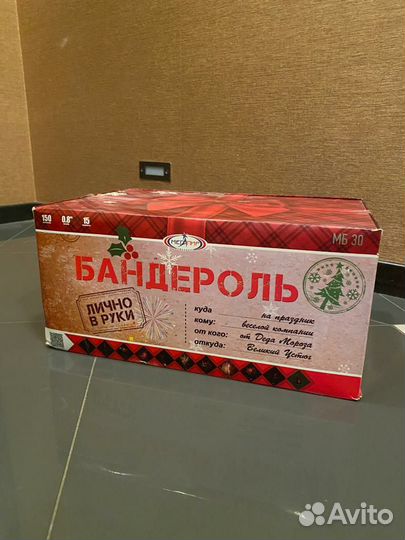 150 0.8" 15
МЕГАПИР
МБ 30
БАНДЕРОЛЬ
ЛИЧНО
В РУКИ
куда на праздник
кому: веселой компании
от кого: от Деда Мороза
откуда: Великий Устюг
Avito